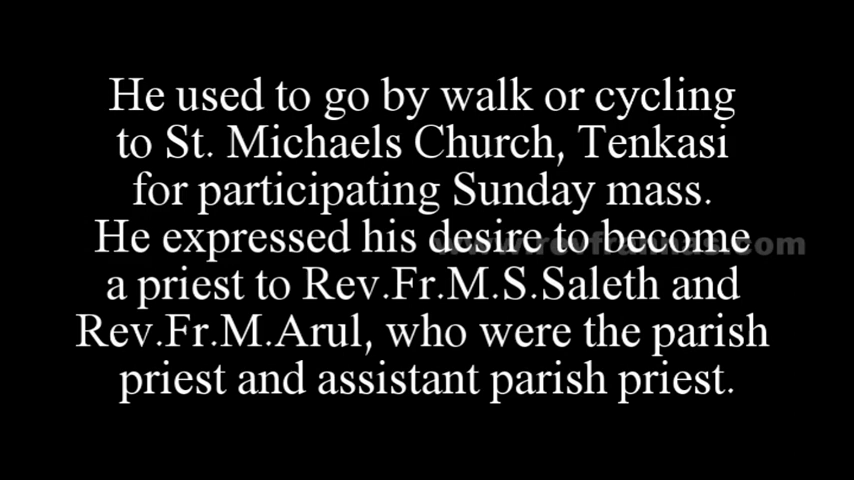 He used to go by walk or cycling
to St. Michaels Church, Tenkasi
for participating Sunday mass.
He expressed his desire to become
a priest to Rev.Fr.M.S.Saleth and
Rev.Fr.M.Arul, who were the parish
priest and assistant parish priest.